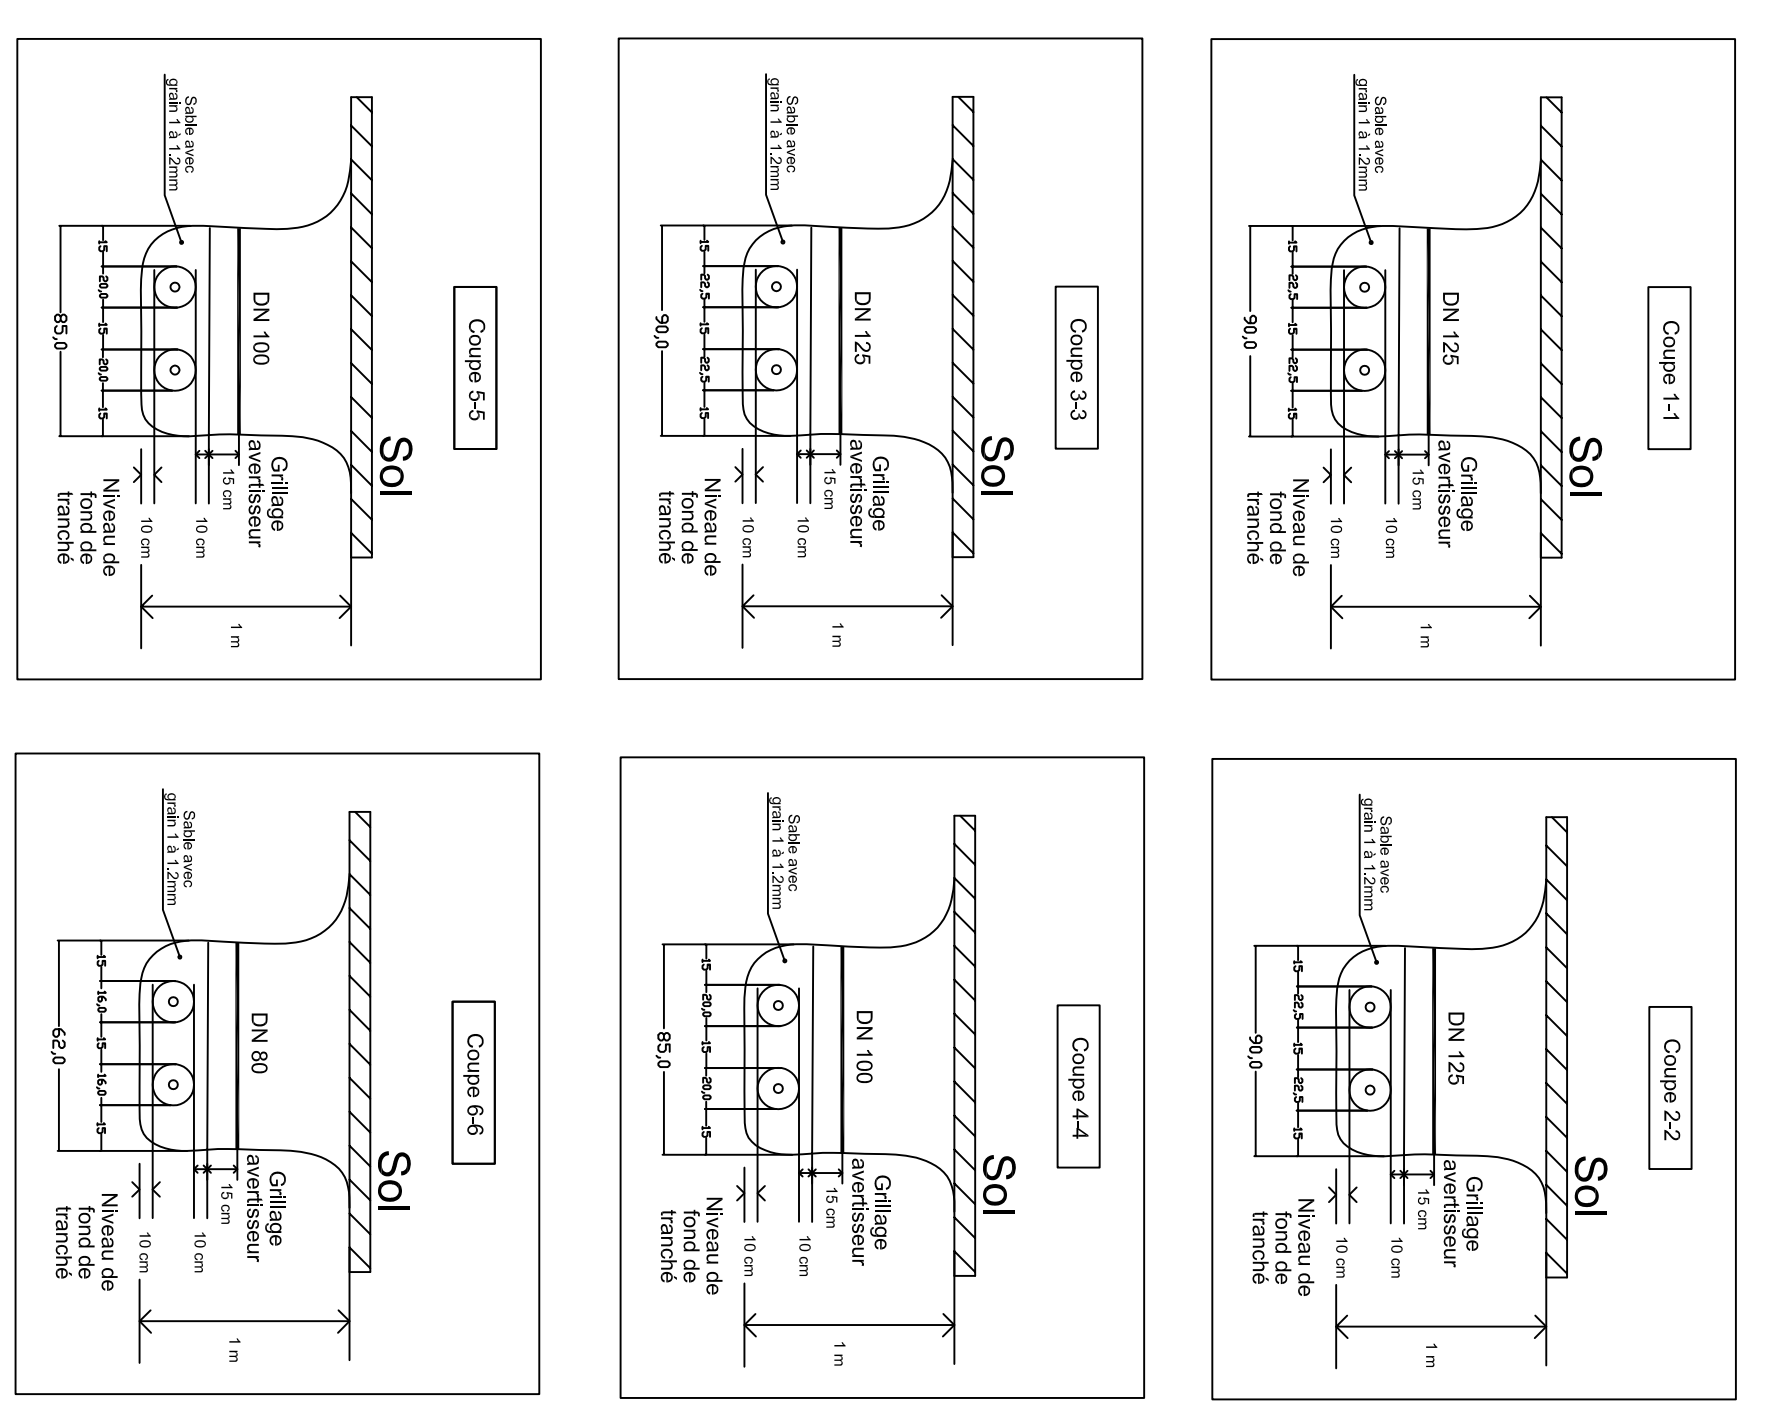 Coupe 1-1
Sol
DN 125
Grillage
avertisseur
15 cm
10 cm
10 cm
Sable avec
grain 1 à 1.2mm
Niveau de
fond de
tranché
1 m
15 22,5 15 22,5 15
90,0
Coupe 2-2
Sol
DN 125
Grillage
avertisseur
15 cm
10 cm
10 cm
Sable avec
grain 1 à 1.2mm
Niveau de
fond de
tranché
1 m
15 22,5 15 22,5 15
90,0
Coupe 3-3
Sol
DN 125
Grillage
avertisseur
15 cm
10 cm
10 cm
Sable avec
grain 1 à 1.2mm
Niveau de
fond de
tranché
1 m
15 22,5 15 22,5 15
90,0
Coupe 4-4
Sol
DN 100
Grillage
avertisseur
15 cm
10 cm
10 cm
Sable avec
grain 1 à 1.2mm
Niveau de
fond de
tranché
1 m
15 20,0 15 20,0 15
85,0
Coupe 5-5
Sol
DN 100
Grillage
avertisseur
15 cm
10 cm
10 cm
Sable avec
grain 1 à 1.2mm
Niveau de
fond de
tranché
1 m
15 20,0 15 20,0 15
85,0
Coupe 6-6
Sol
DN 80
Grillage
avertisseur
15 cm
10 cm
10 cm
Sable avec
grain 1 à 1.2mm
Niveau de
fond de
tranché
1 m
15 16,0 15 16,0 15
62,0